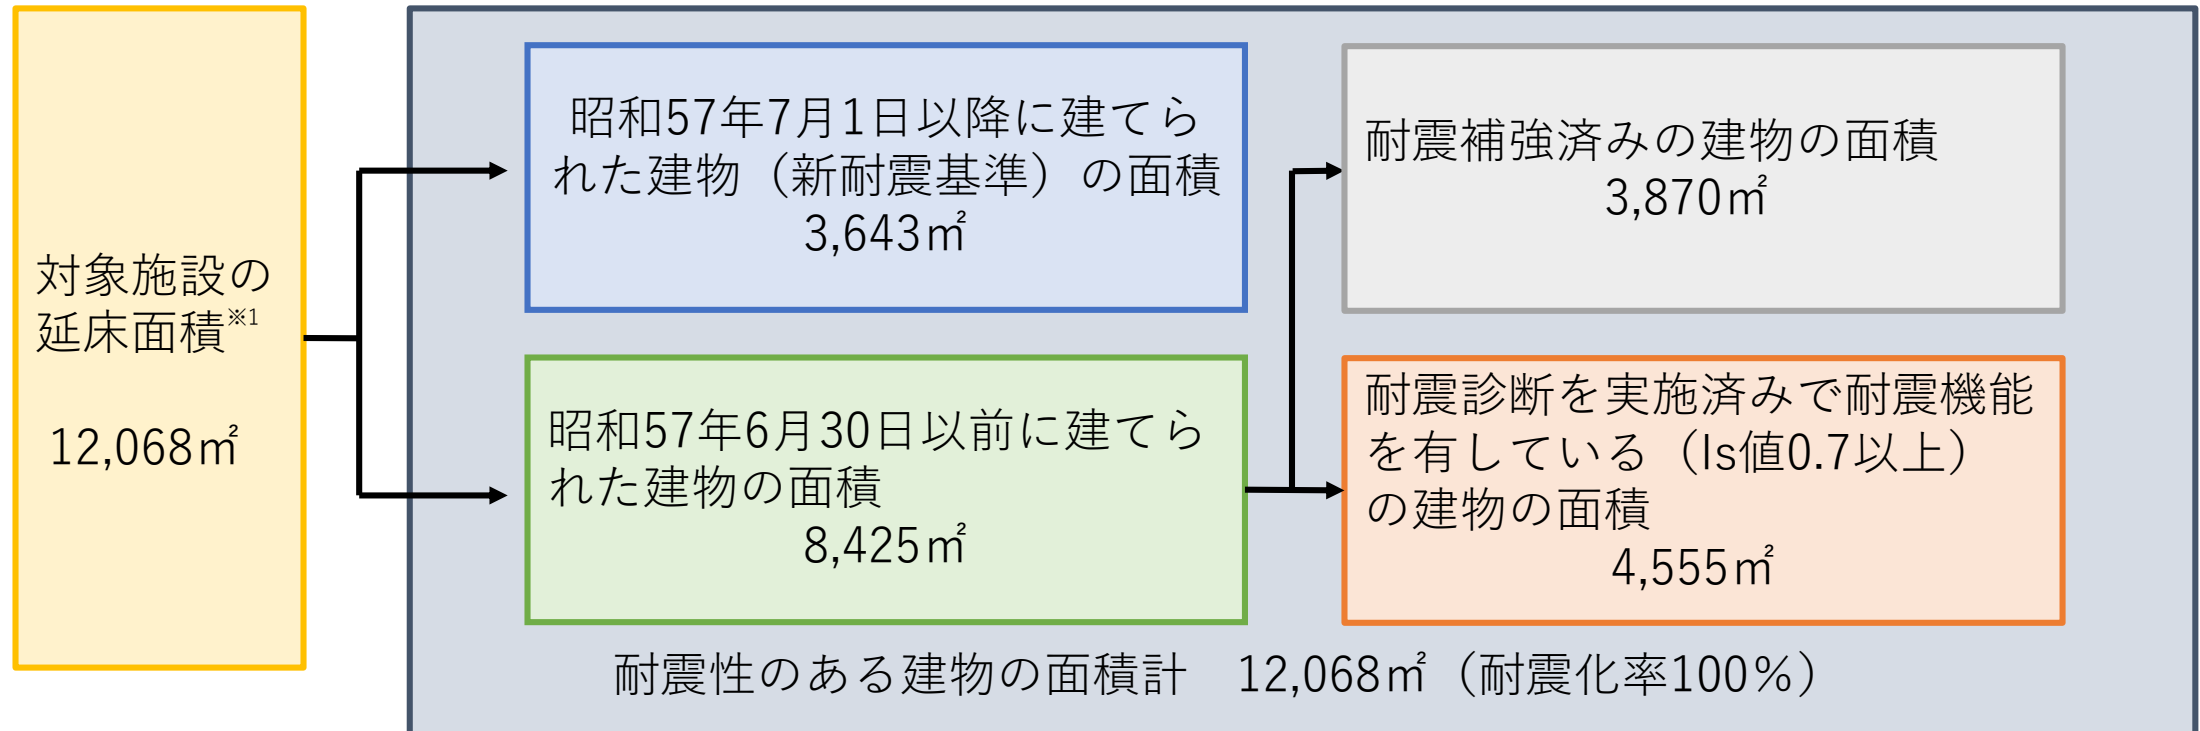 対象施設の
延床面積※1
12,068㎡
昭和57年7月1日以降に建てら
れた建物（新耐震基準）の面積
3,643㎡
昭和57年6月30日以前に建てら
れた建物の面積
8,425㎡
耐震補強済みの建物の面積
3,870㎡
耐震診断を実施済みで耐震機能
を有している（Is値0.7以上）
の建物の面積
4,555㎡
耐震性のある建物の面積計　12,068㎡（耐震化率100％）